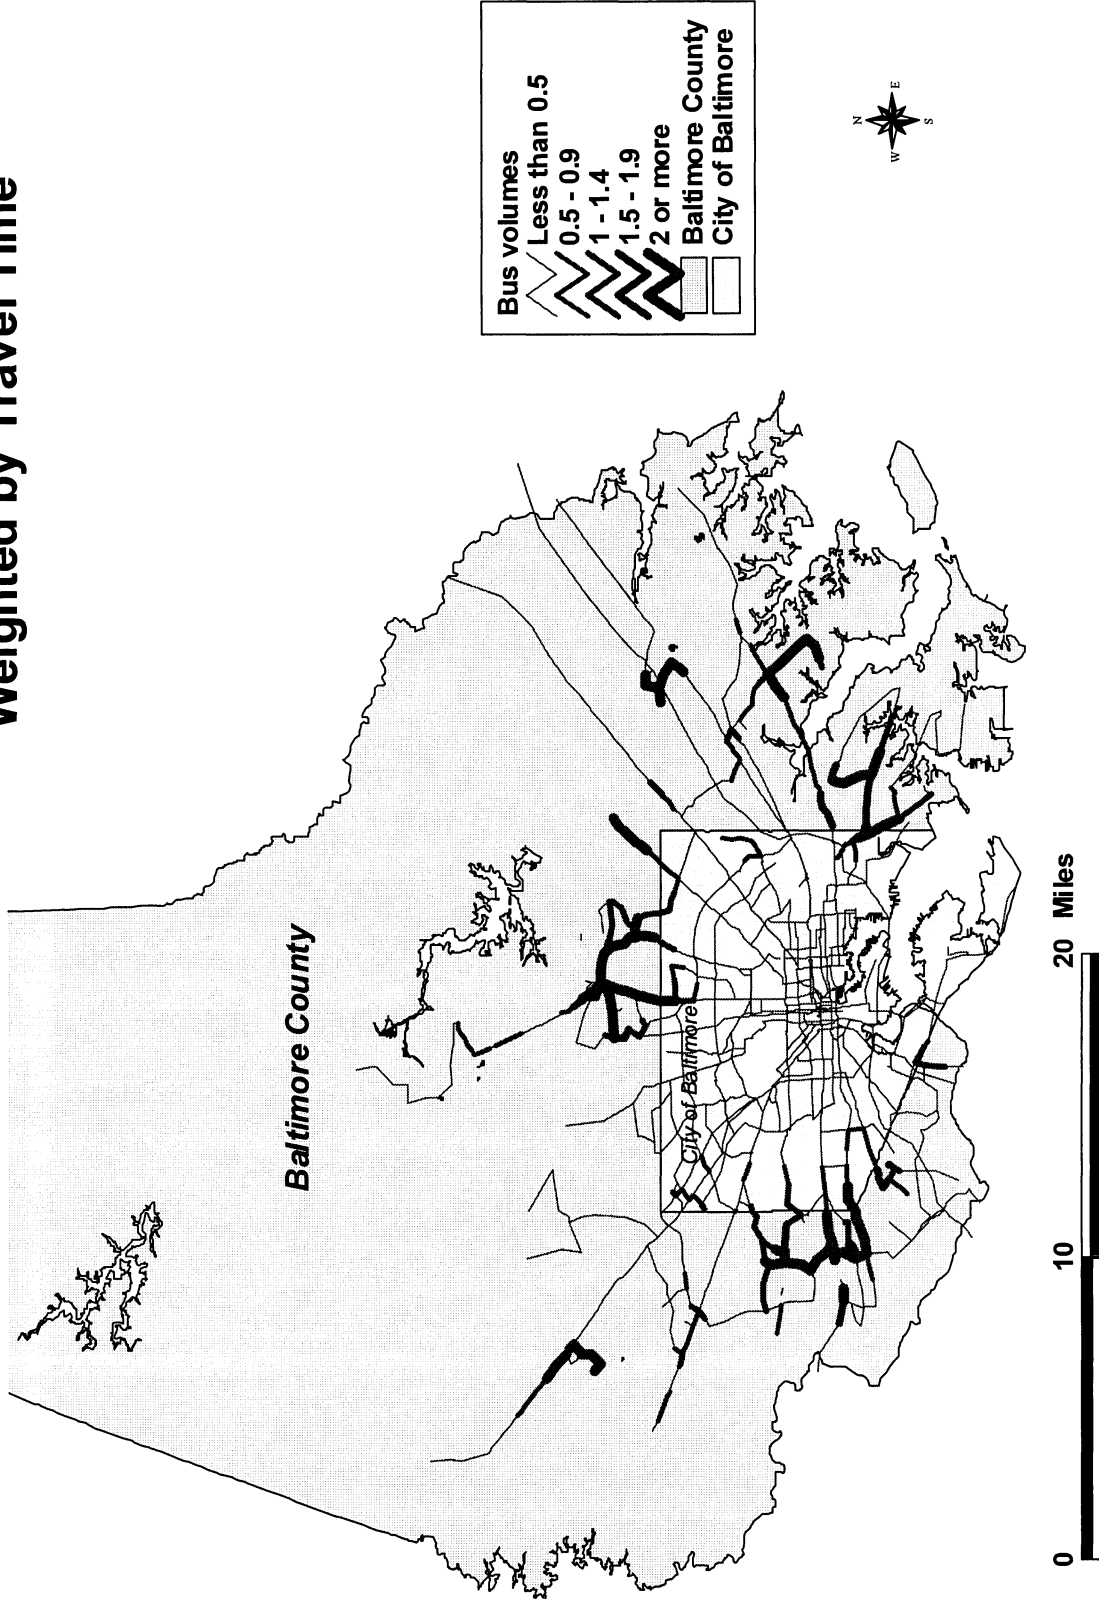 Weighted by Travel Time
Bus volumes
Less than 0.5
0.5 - 0.9
1 - 1.4
1.5 - 1.9
2 or more
Baltimore County
City of Baltimore
N
W
E
S
Baltimore County
City of Baltimore
0
10
20 Miles